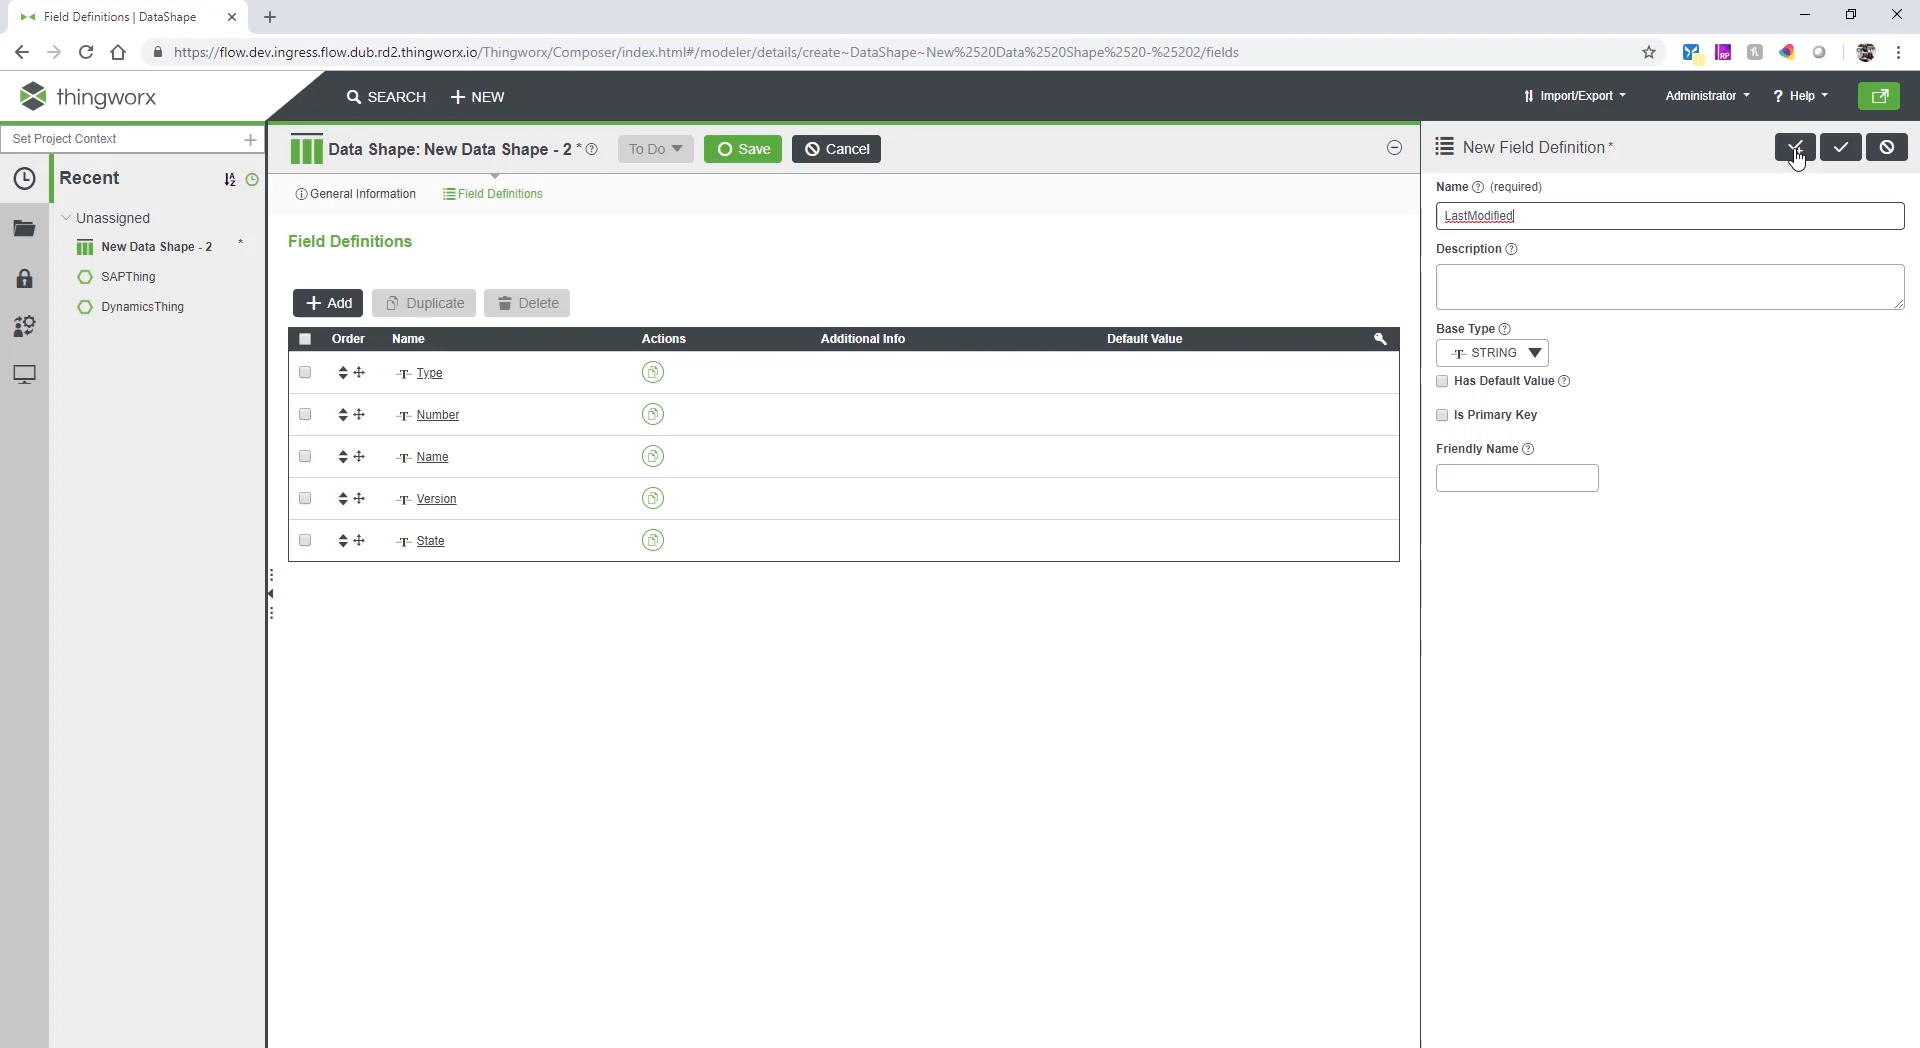 Field Definitions | DataShape
https://flow.dev.ingress.flow.dub.rd2.thingworx.io/Thingworx/Composer/index.html#/modeler/details/create~DataShape~New%2520Data%2520Shape%2520-%25202/fields
thingworx
SEARCH
NEW
Import/Export
Administrator
? Help
Set Project Context
Recent
Unassigned
New Data Shape - 2 *
SAPThing
DynamicsThing
Data Shape: New Data Shape - 2 *
To Do
Save
Cancel
General Information
Field Definitions
Field Definitions
Add
Duplicate
Delete
Order Name Actions Additional Info Default Value
Type
Number
Name
Version
State
New Field Definition *
Name (required)
LastModified
Description
Base Type
STRING
Has Default Value
Is Primary Key
Friendly Name